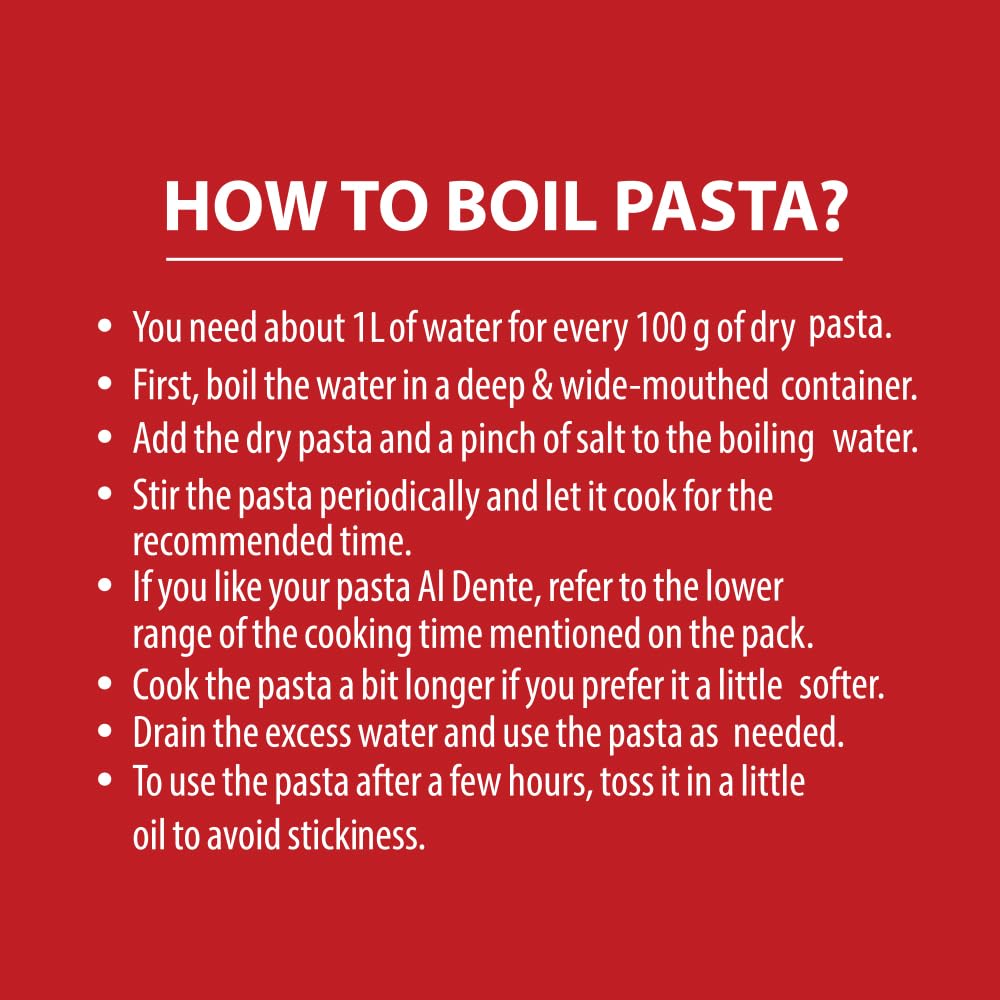 HOW TO BOIL PASTA?
• You need about 1L of water for every 100 g of dry pasta.
• First, boil the water in a deep & wide-mouthed container.
• Add the dry pasta and a pinch of salt to the boiling water.
• Stir the pasta periodically and let it cook for the
recommended time.
• If you like your pasta Al Dente, refer to the lower
range of the cooking time mentioned on the pack.
• Cook the pasta a bit longer if you prefer it a little softer.
• Drain the excess water and use the pasta as needed.
• To use the pasta after a few hours, toss it in a little
oil to avoid stickiness.